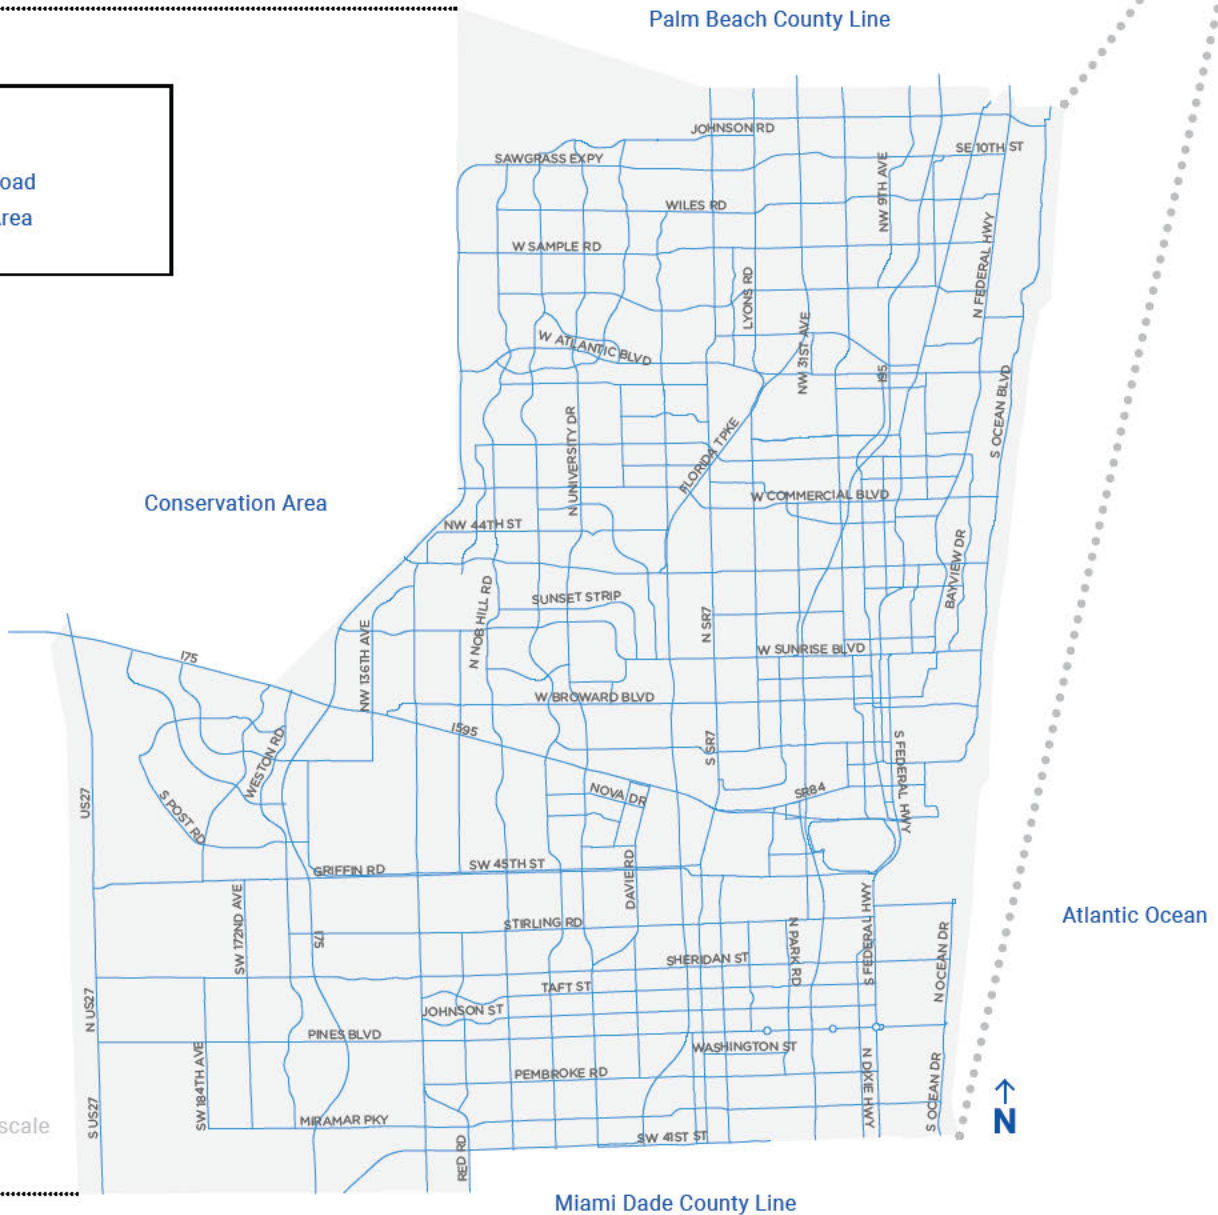 Palm Beach County Line
JOHNSON RD
SE 10TH ST
SAWGRASS EXPY
oad
WILES RD
NW 9TH AVE
rea
W SAMPLE RD
N FEDERAL HWY
LYONS RD
W ATLANTIC BLVD
NW 31ST AVE
I95
S OCEAN BLVD
N UNIVERSITY DR
FLORIDA TPKE
Conservation Area
W COMMERCIAL BLVD
NW 44TH ST
BAYVIEW DR
SUNSET STRIP
N NOB HILL RD
N SR7
W SUNRISE BLVD
I75
NW 136TH AVE
W BROWARD BLVD
I595
WESTON RD
S SR7
S FEDERAL HWY
US27
S POST RD
NOVA DR
SR84
GRIFFIN RD
SW 45TH ST
DAVIE RD
Atlantic Ocean
SW 172ND AVE
I75
STIRLING RD
N PARK RD
S FEDERAL HWY
N OCEAN DR
SHERIDAN ST
TAFT ST
N US27
JOHNSON ST
PINES BLVD
WASHINGTON ST
SW 184TH AVE
PEMBROKE RD
N DIXIE HWY
S OCEAN DR
N
scale
S US27
MIRAMAR PKY
SW 41ST ST
RED RD
Miami Dade County Line